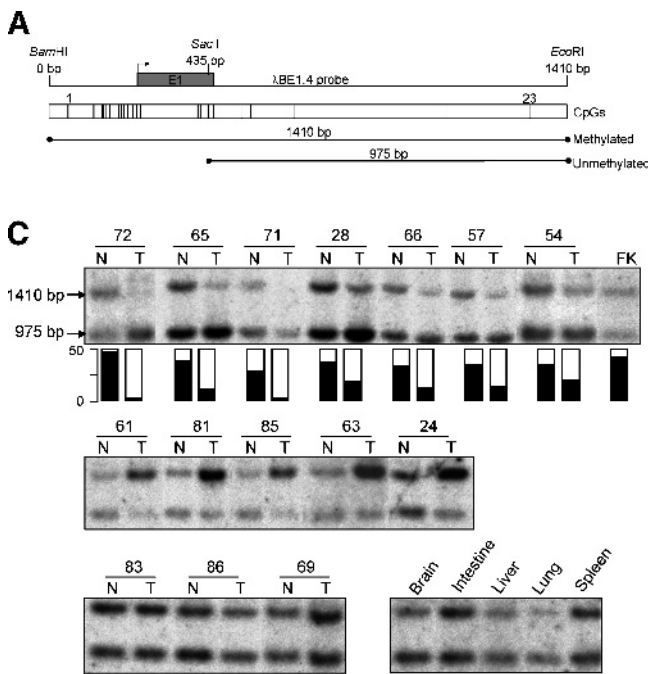 A
BamHI
Sac I
EcoRI
0 bp
435 bp
1410 bp
E1
λBE1.4 probe
1
23
CpGs
1410 bp
Methylated
975 bp
Unmethylated
C
72 65 71 28 66 57 54
N T N T N T N T N T N T N T FK
1410 bp
975 bp
50
0
61 81 85 63 24
N T N T N T N T N T
83 86 69
N T N T N T
Brain Intestine Liver Lung Spleen